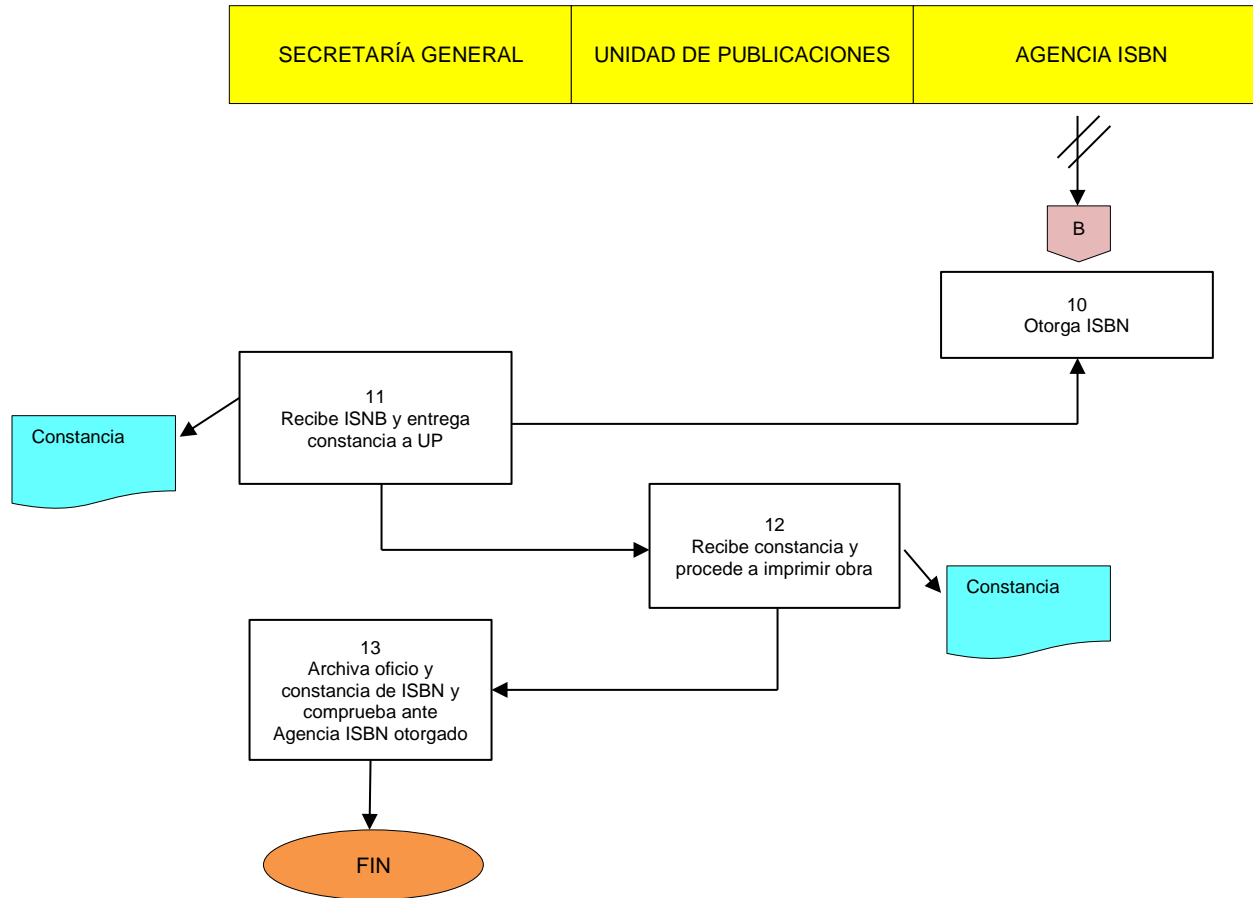 SECRETARÍA GENERAL
UNIDAD DE PUBLICACIONES
AGENCIA ISBN
B
10
Otorga ISBN
11
Recibe ISNB y entrega
constancia a UP
Constancia
12
Recibe constancia y
procede a imprimir obra
Constancia
13
Archiva oficio y
constancia de ISBN y
comprueba ante
Agencia ISBN otorgado
FIN